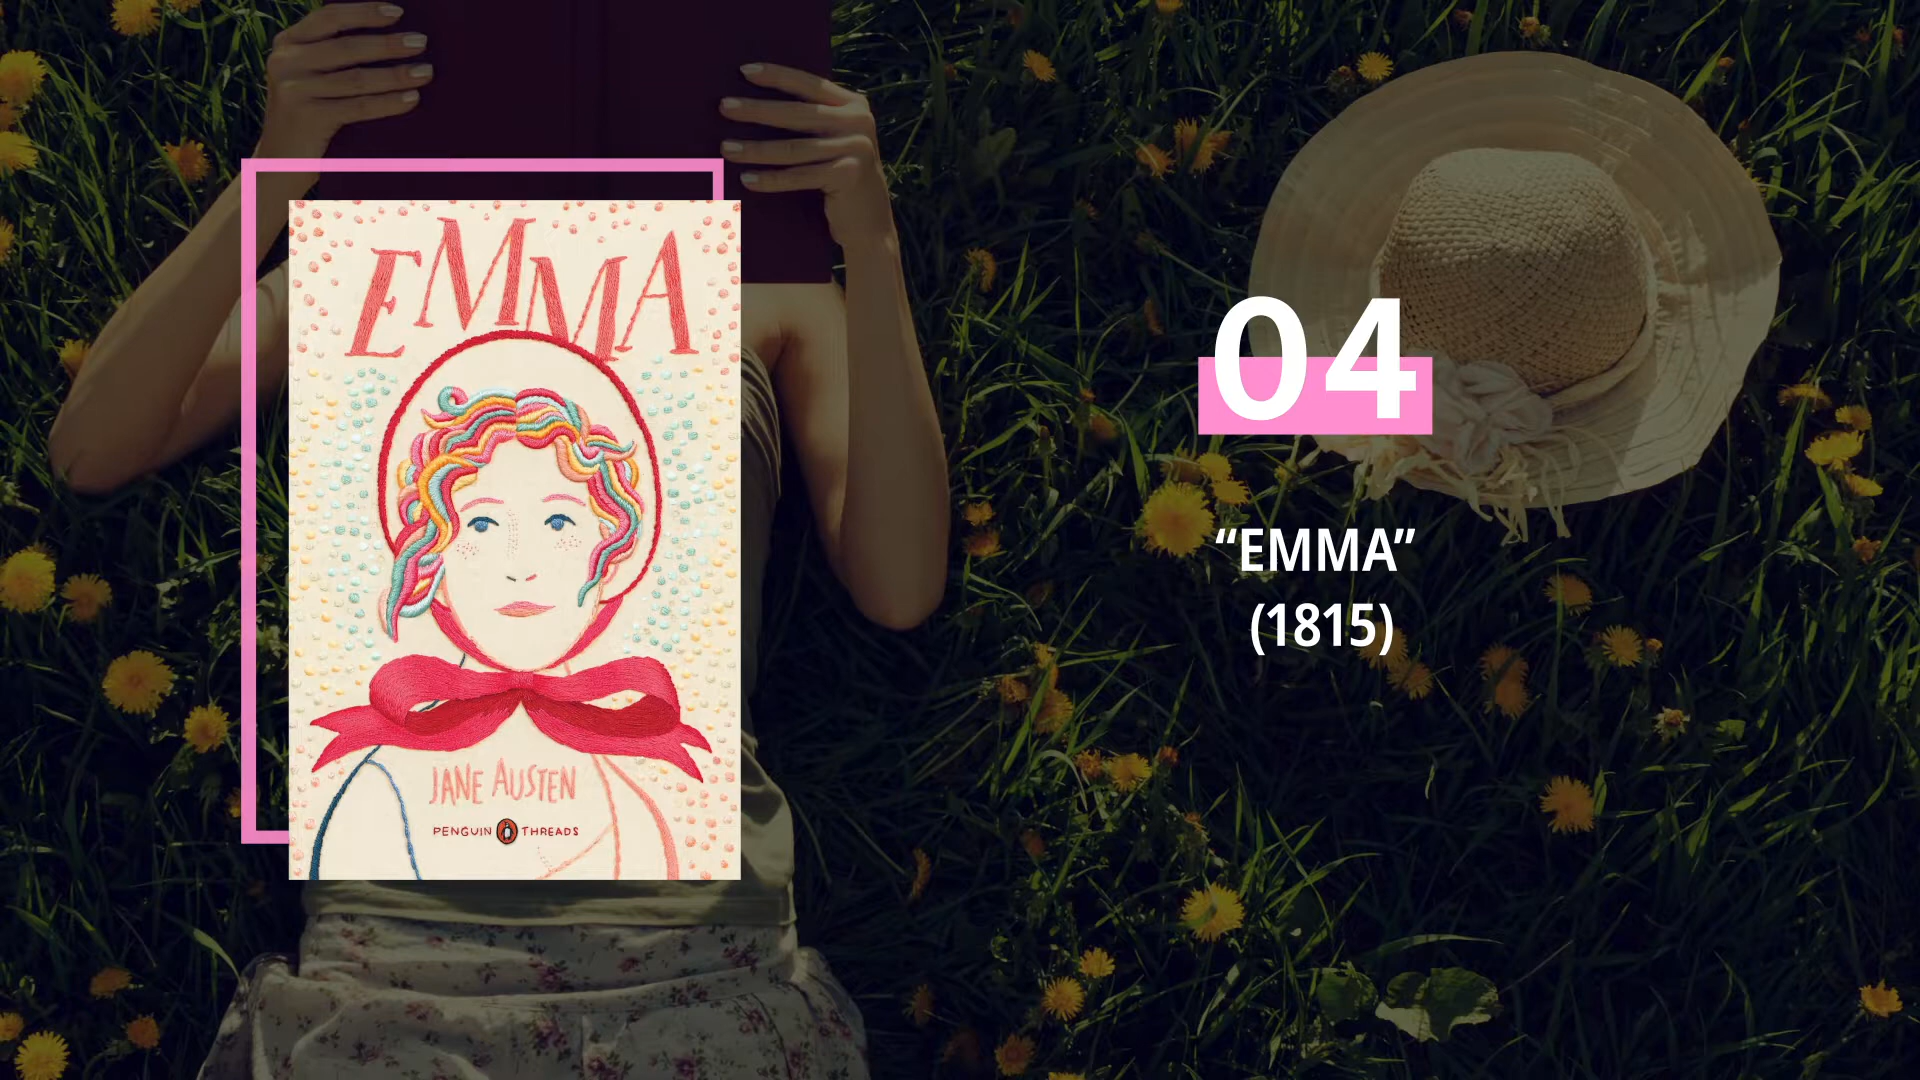 EMMA
JANE AUSTEN
PENGUIN THREADS
04
“EMMA”
(1815)